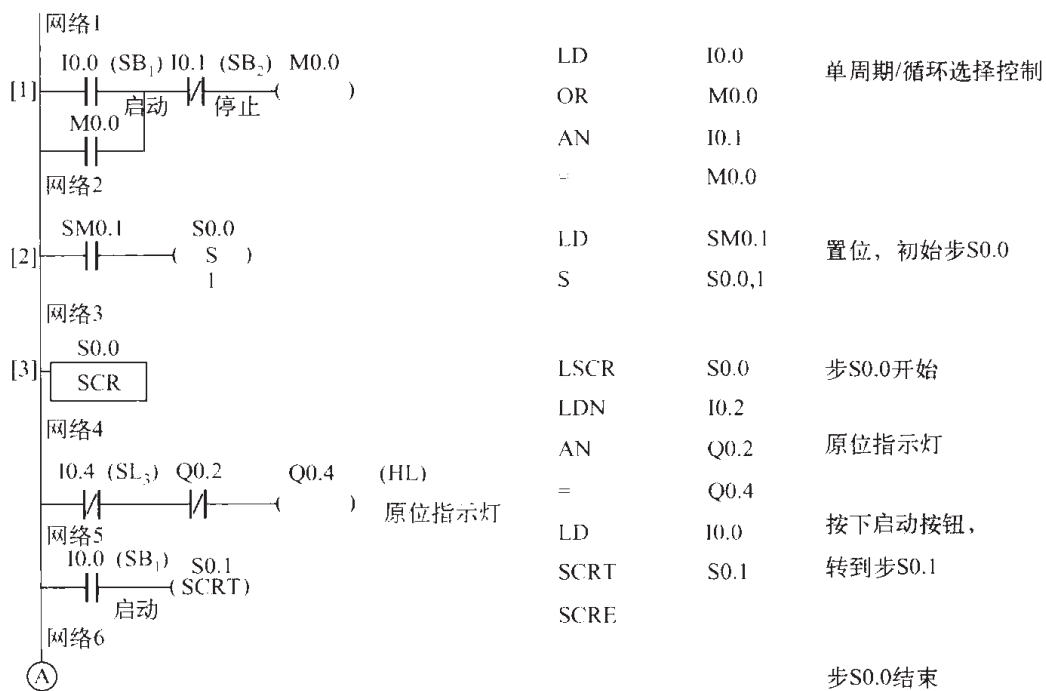 网络1
I0.0 (SB₁) I0.1 (SB₂) M0.0
[1]
启动 停止
M0.0
LD I0.0 单周期/循环选择控制
OR M0.0
AN I0.1
= M0.0
网络2
SM0.1 S0.0
[2] S
1
LD SM0.1 置位，初始步S0.0
S S0.0,1
网络3
S0.0
[3] SCR
LSCR S0.0 步S0.0开始
网络4
I0.4 (SL₃) Q0.2 Q0.4 (HL)
原位指示灯
LDN I0.2
AN Q0.2 原位指示灯
= Q0.4
网络5
I0.0 (SB₁) S0.1
(SCRT)
启动
LD I0.0 按下启动按钮，
SCRT S0.1 转到步S0.1
SCRE
网络6
A
步S0.0结束